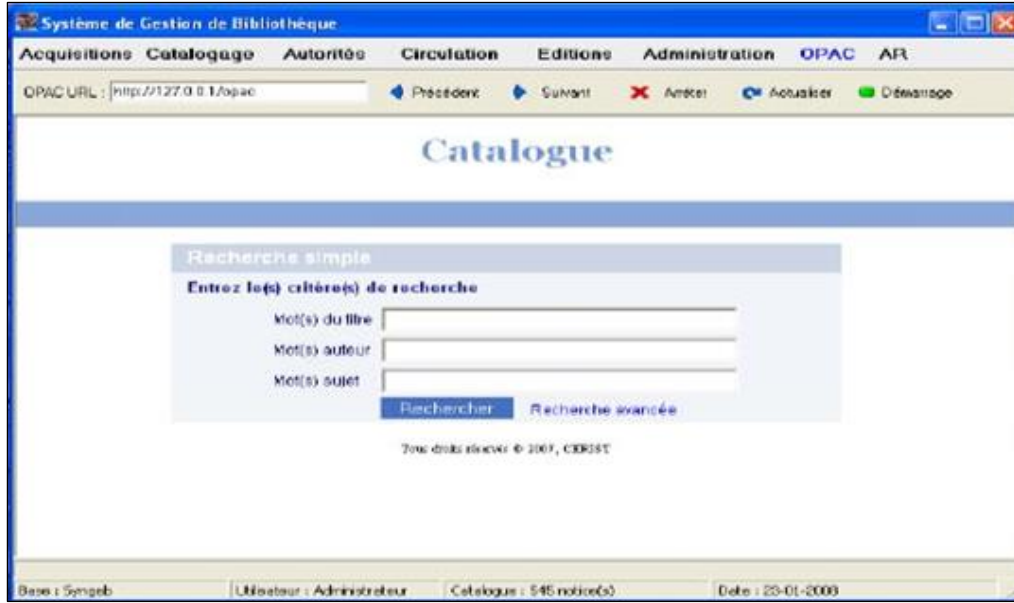 Système de Gestion de Bibliothèque
Acquisitions Catalogage Autorités Circulation Editions Administration OPAC AR
OPAC URL : http://127.0.0.1/opac Précédent Suivant Arrêter Actualiser Démarrage
Catalogue
Recherche simple
Entrez le(s) critère(s) de recherche
Mot(s) du titre
Mot(s) auteur
Mot(s) sujet
Rechercher Recherche avancée
Tous droits réservés © 2007, CERIST
Base : Syngeb Utilisateur : Administrateur Catalogue : 545 notice(s) Date : 23-01-2008